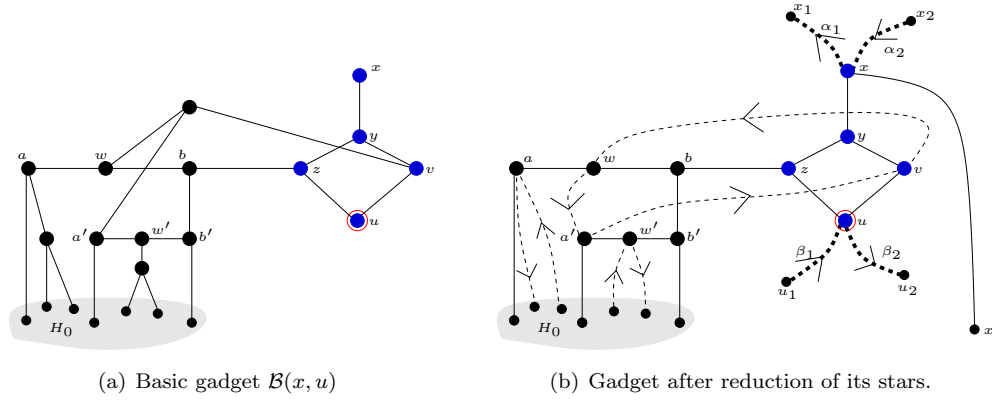 x₁
x₂
α₁
α₂
x
x
y
y
a
w
b
z
v
a
w
b
z
v
u
u
a′
w′
b′
a′
w′
b′
β₁
β₂
u₁
u₂
H₀
H₀
x
(a) Basic gadget 𝓑(x, u)
(b) Gadget after reduction of its stars.